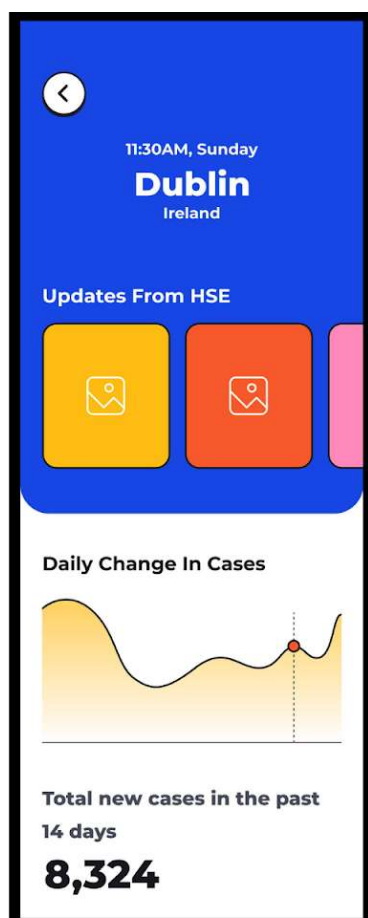 11:30AM, Sunday
Dublin
Ireland
Updates From HSE
Daily Change In Cases
Total new cases in the past
14 days
8,324